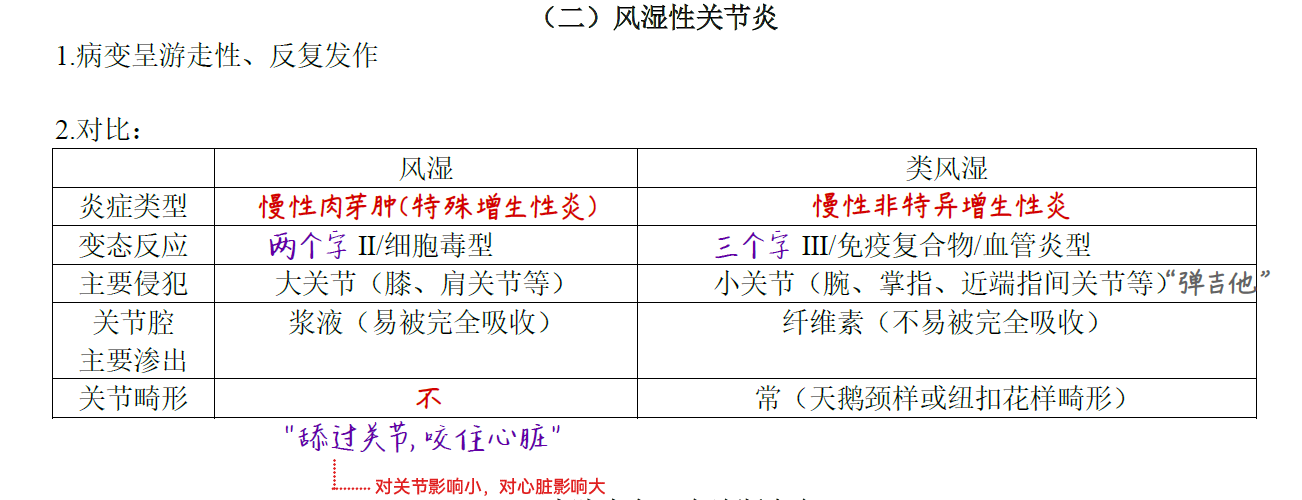 （二）风湿性关节炎
1.病变呈游走性、反复发作
2.对比：
风湿 类风湿
炎症类型 慢性肉芽肿(特殊增生性炎) 慢性非特异增生性炎
变态反应 两个字 II/细胞毒型 三个字 III/免疫复合物/血管炎型
主要侵犯 大关节（膝、肩关节等） 小关节（腕、掌指、近端指间关节等）“弹吉他”
关节腔 浆液（易被完全吸收） 纤维素（不易被完全吸收）
主要渗出
关节畸形 不 常（天鹅颈样或纽扣花样畸形）
"舔过关节,咬住心脏"
对关节影响小，对心脏影响大